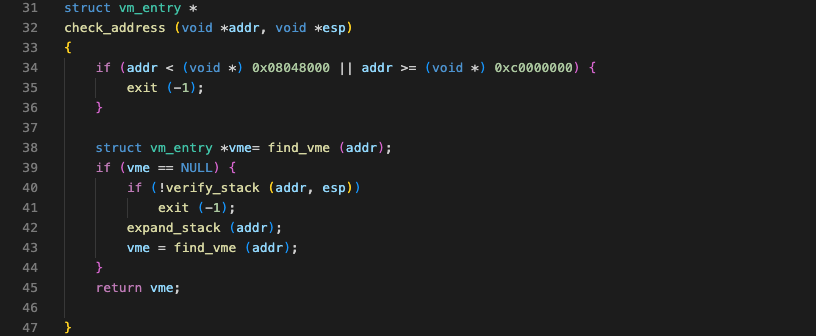 31 struct vm_entry *
32 check_address (void *addr, void *esp)
33 {
34     if (addr < (void *) 0x08048000 || addr >= (void *) 0xc0000000) {
35         exit (-1);
36     }
37
38     struct vm_entry *vme= find_vme (addr);
39     if (vme == NULL) {
40         if (!verify_stack (addr, esp))
41             exit (-1);
42         expand_stack (addr);
43         vme = find_vme (addr);
44     }
45     return vme;
46
47 }